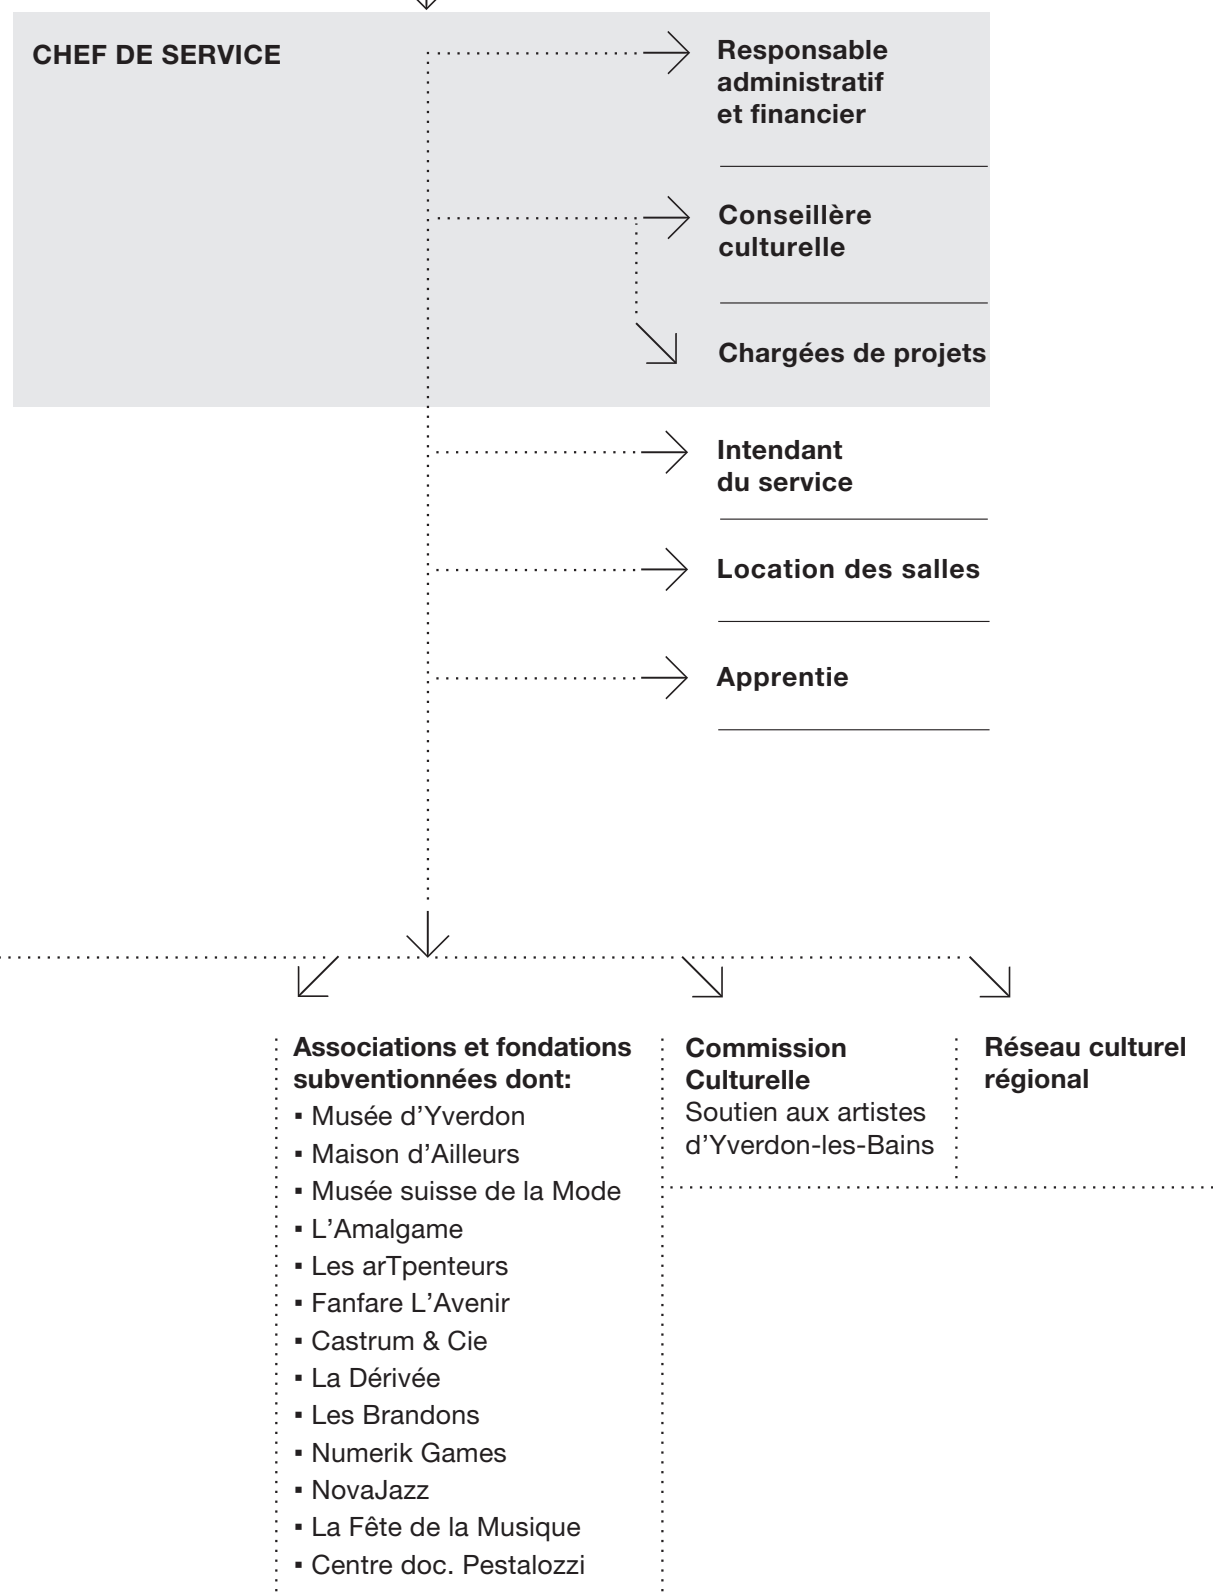 CHEF DE SERVICE
Responsable
administratif
et financier
Conseillère
culturelle
Chargées de projets
Intendant
du service
Location des salles
Apprentie
Associations et fondations
subventionnées dont:
▪ Musée d’Yverdon
▪ Maison d’Ailleurs
▪ Musée suisse de la Mode
▪ L’Amalgame
▪ Les arTpenteurs
▪ Fanfare L’Avenir
▪ Castrum & Cie
▪ La Dérivée
▪ Les Brandons
▪ Numerik Games
▪ NovaJazz
▪ La Fête de la Musique
▪ Centre doc. Pestalozzi
Commission
Culturelle
Soutien aux artistes
d’Yverdon-les-Bains
Réseau culturel
régional